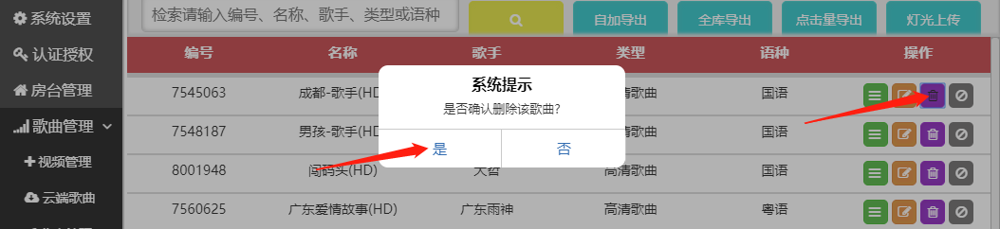 系统设置
认证授权
房台管理
歌曲管理
视频管理
云端歌曲
检索请输入编号、名称、歌手、类型或语种
自加导出
全库导出
点击量导出
灯光上传
编号 名称 歌手 类型 语种 操作
7545063 成都-歌手(HD 清歌曲 国语
7548187 男孩-歌手(HD 清歌曲 国语
8001948 闯码头(HD) 大哲 高清歌曲 国语
7560625 广东爱情故事(HD) 广东雨神 高清歌曲 粤语
系统提示
是否确认删除该歌曲?
是
否